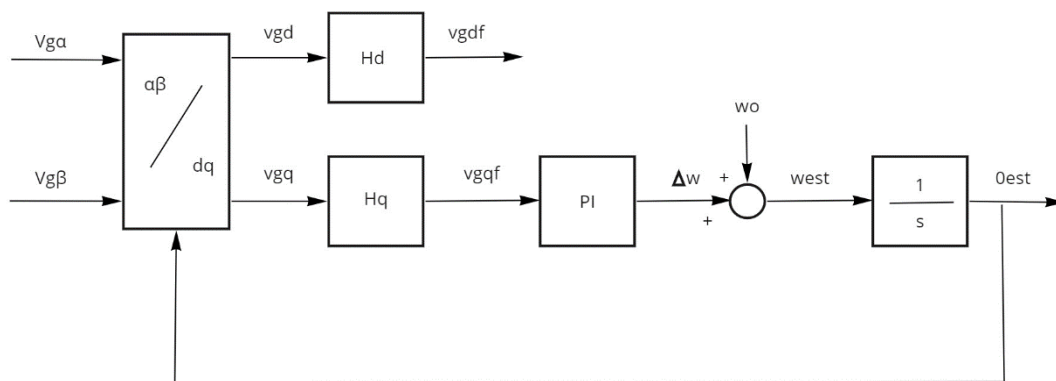 Vgα
vgd
Hd
vgdf
αβ
dq
wo
Vgβ
vgq
Hq
vgqf
PI
Δw
+
+
west
1
s
0est